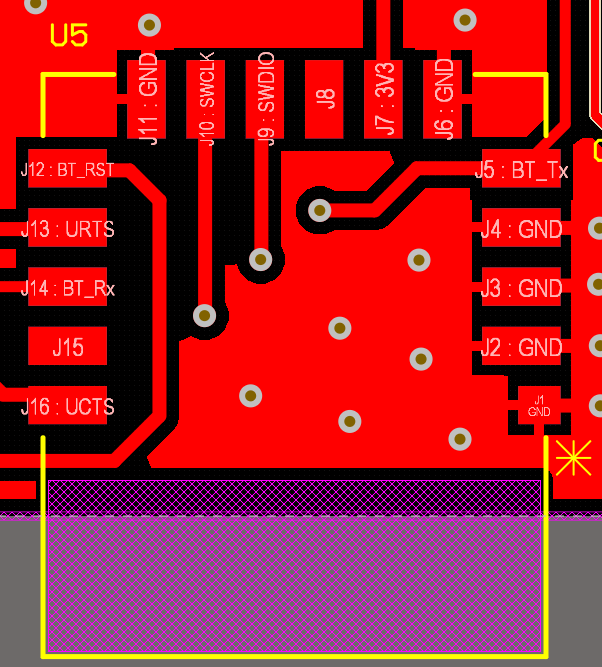 U5
J11 : GND
J10 : SWCLK
J9 : SWDIO
J8
J7 : 3V3
J6 : GND
J12 : BT_RST
J5 : BT_Tx
J13 : URTS
J4 : GND
J14 : BT_Rx
J3 : GND
J15
J2 : GND
J16 : UCTS
J1
GND